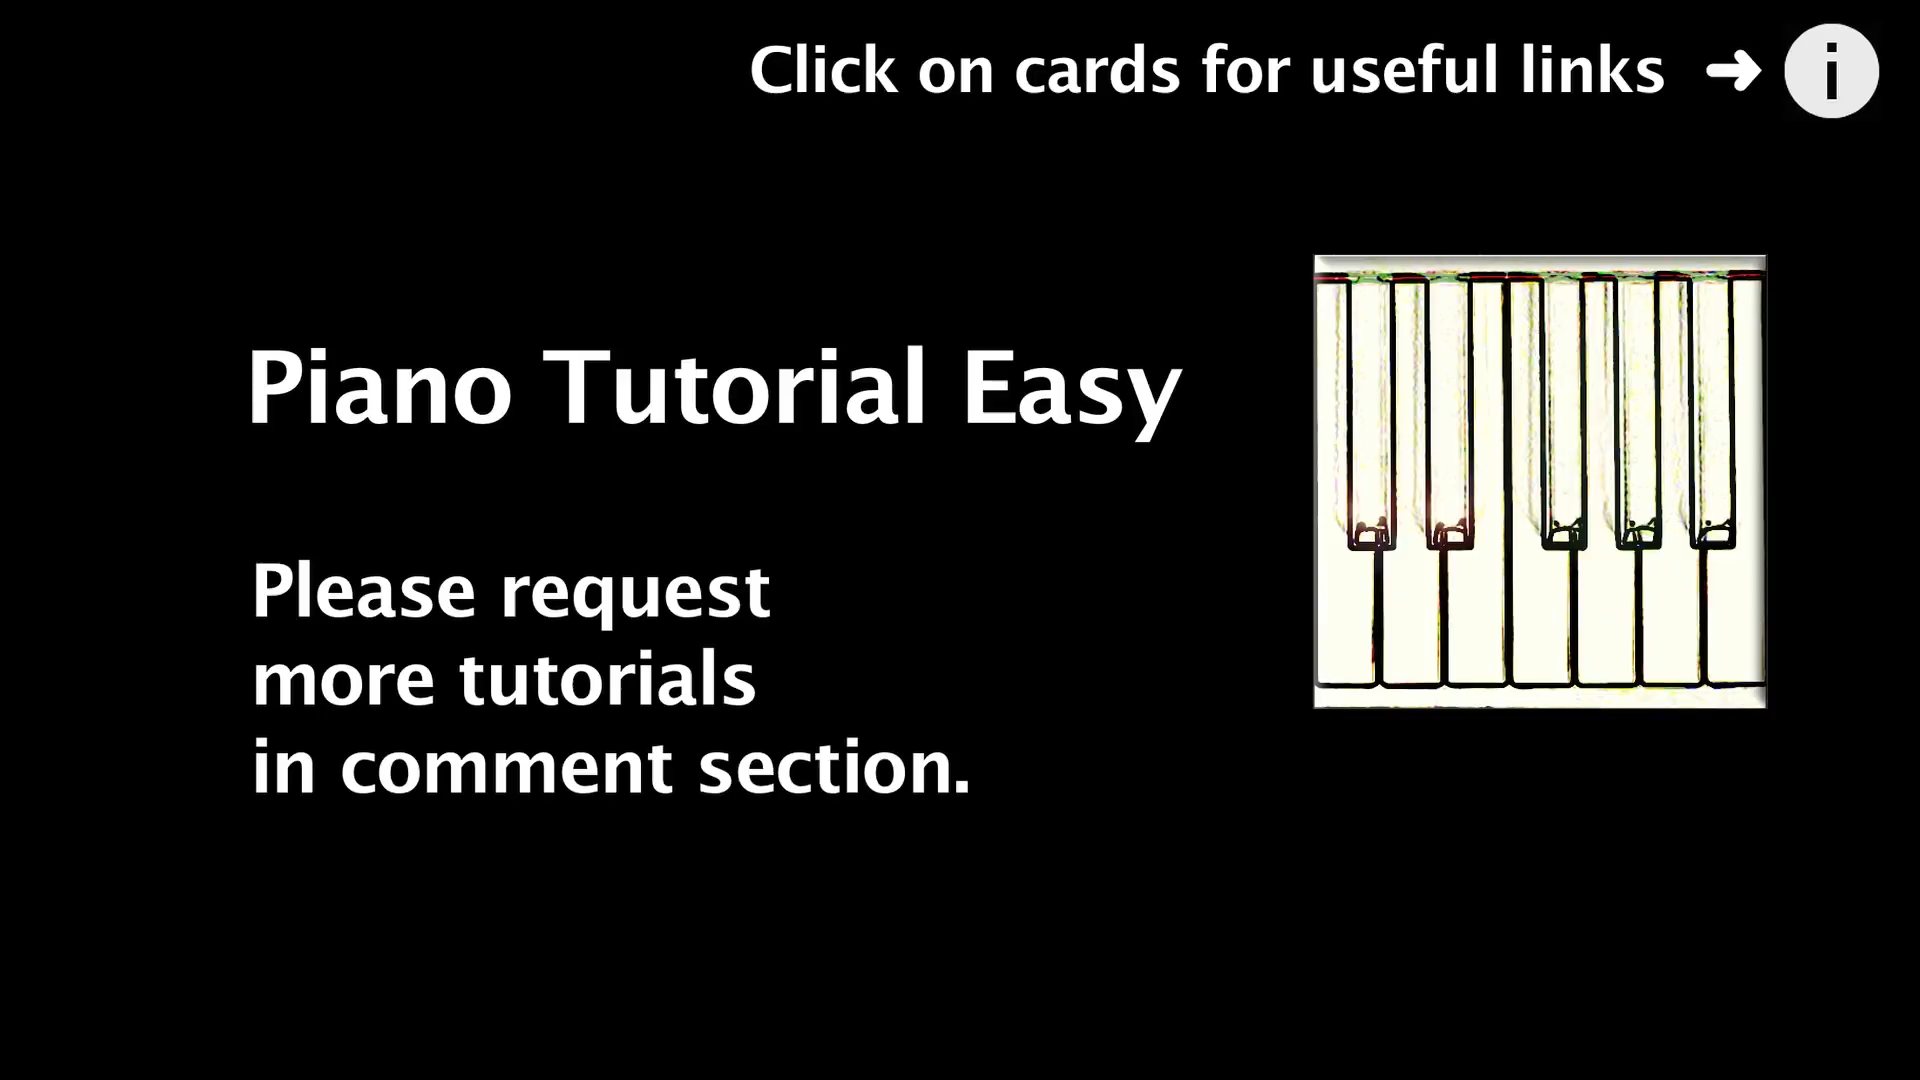 Click on cards for useful links ➜ i
Piano Tutorial Easy
Please request
more tutorials
in comment section.